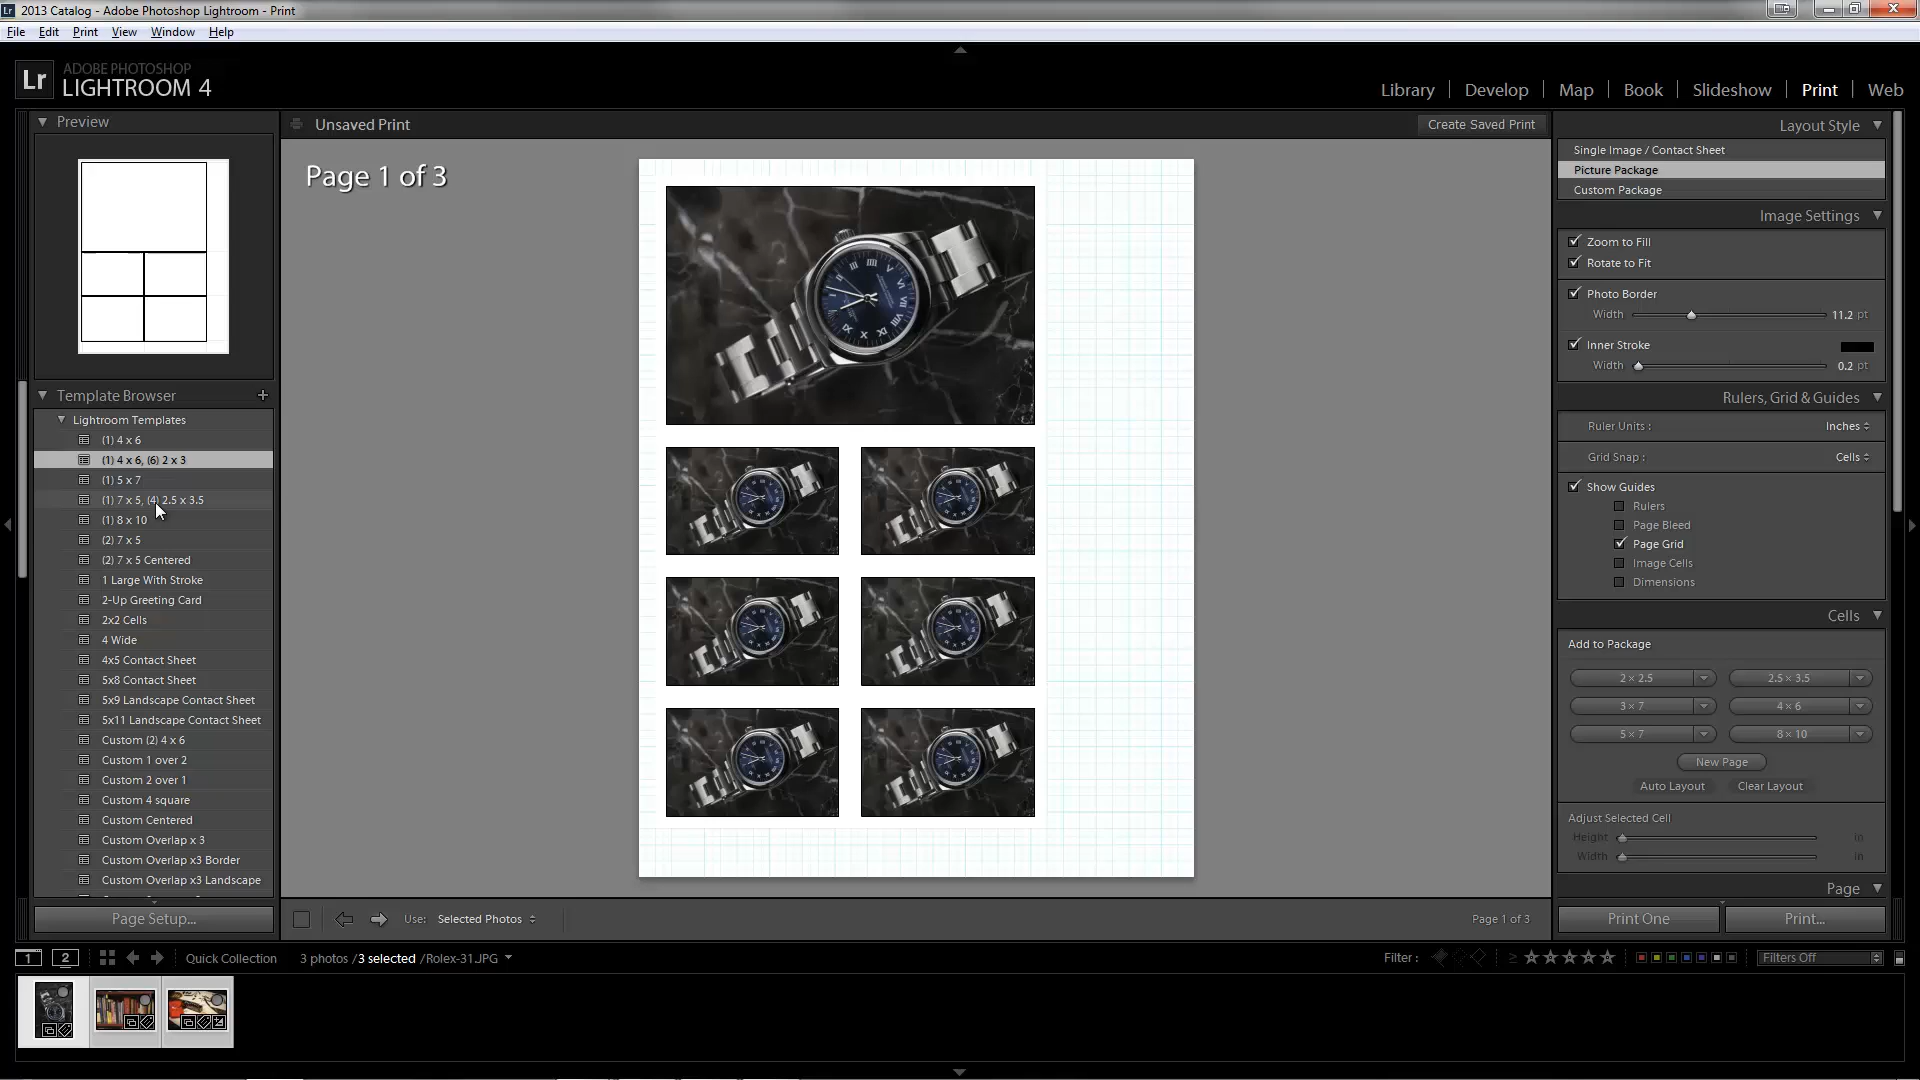 2013 Catalog - Adobe Photoshop Lightroom - Print
File Edit Print View Window Help
Lr ADOBE PHOTOSHOP
LIGHTROOM 4
Library Develop Map Book Slideshow Print Web
Preview
Template Browser +
Lightroom Templates
(1) 4 x 6
(1) 4 x 6, (6) 2 x 3
(1) 5 x 7
(1) 7 x 5, (4) 2.5 x 3.5
(1) 8 x 10
(2) 7 x 5
(2) 7 x 5 Centered
1 Large With Stroke
2-Up Greeting Card
2x2 Cells
4 Wide
4x5 Contact Sheet
5x8 Contact Sheet
5x9 Landscape Contact Sheet
5x11 Landscape Contact Sheet
Custom (2) 4 x 6
Custom 1 over 2
Custom 2 over 1
Custom 4 square
Custom Centered
Custom Overlap x 3
Custom Overlap x3 Border
Custom Overlap x3 Landscape
Page Setup...
Unsaved Print
Create Saved Print
Page 1 of 3
Use: Selected Photos
Page 1 of 3
Layout Style
Single Image / Contact Sheet
Picture Package
Custom Package
Image Settings
Zoom to Fill
Rotate to Fit
Photo Border
Width 11.2 pt
Inner Stroke
Width 0.2 pt
Rulers, Grid & Guides
Ruler Units : Inches
Grid Snap : Cells
Show Guides
Rulers
Page Bleed
Page Grid
Image Cells
Dimensions
Cells
Add to Package
2 × 2.5 2.5 × 3.5
3 × 7 4 × 6
5 × 7 8 × 10
New Page
Auto Layout Clear Layout
Adjust Selected Cell
Height in
Width in
Page
Print One Print...
1 2 Quick Collection 3 photos /3 selected /Rolex-31.JPG
Filter : ≥ Filters Off